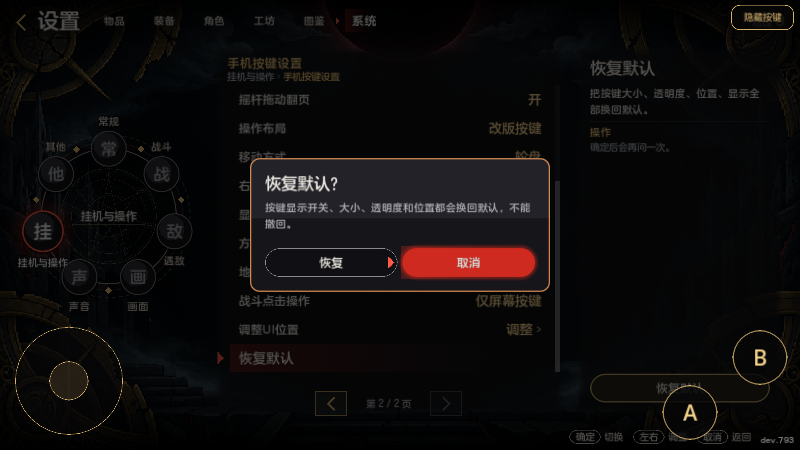 设置
物品
装备
角色
工坊
图鉴
系统
隐藏按键
手机按键设置
挂机与操作 · 手机按键设置
摇杆拖动翻页
开
操作布局
改版按键
移动方式
轮盘
右
显
方
地
战斗点击操作
仅屏幕按键
调整UI位置
调整 >
恢复默认
第 2 / 2 页
恢复默认
把按键大小、透明度、位置、显示全
部换回默认。
操作
确定后会再问一次。
常规
常
其他
他
战斗
战
挂机与操作
挂
挂机与操作
敌
遇敌
声
声音
画
画面
恢复默认?
按键显示开关、大小、透明度和位置都会换回默认，不能
撤回。
恢复
取消
B
A
确定 切换
左右
取消 返回
dev.793